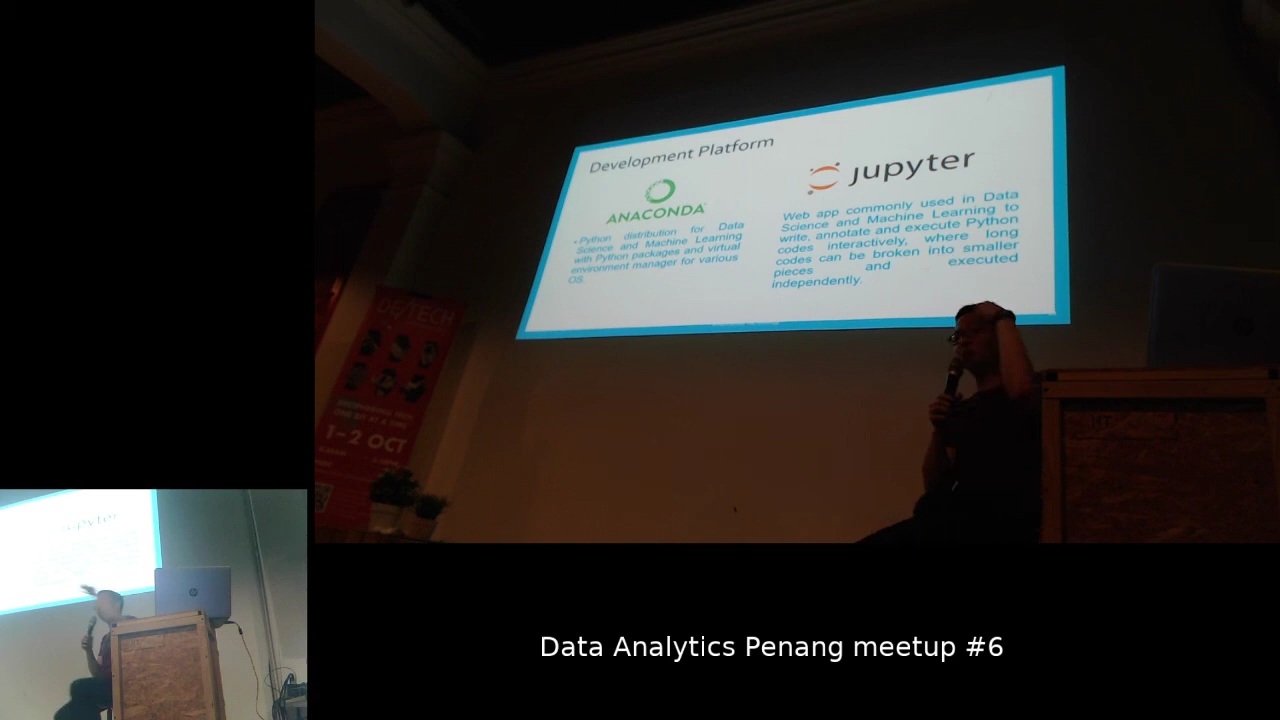 Development Platform
ANACONDA
• Python distribution for Data
Science and Machine Learning
with Python packages and virtual
environment manager for various
OS.
jupyter
Web app commonly used in Data
Science and Machine Learning to
write, annotate and execute Python
codes interactively, where long
codes can be broken into smaller
pieces and executed
independently.
DE/TECH
1-2 OCT
jupyter
Data Analytics Penang meetup #6